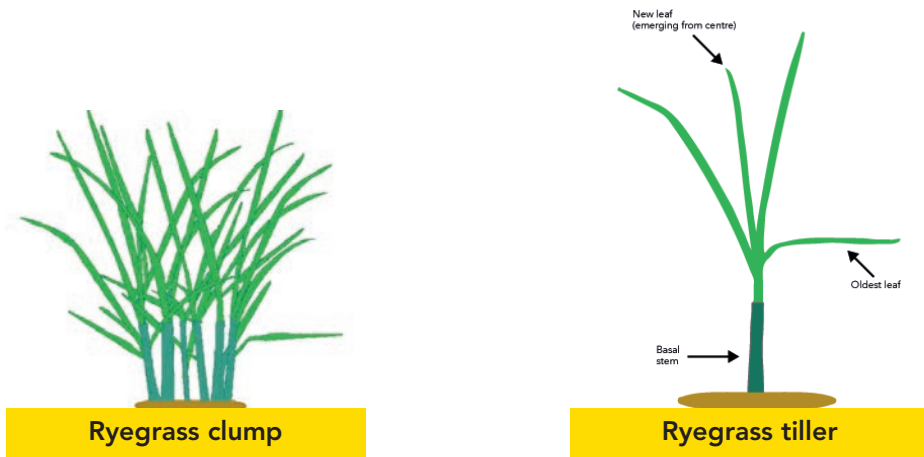 New leaf
(emerging from centre)
Oldest leaf
Basal
stem
Ryegrass clump
Ryegrass tiller